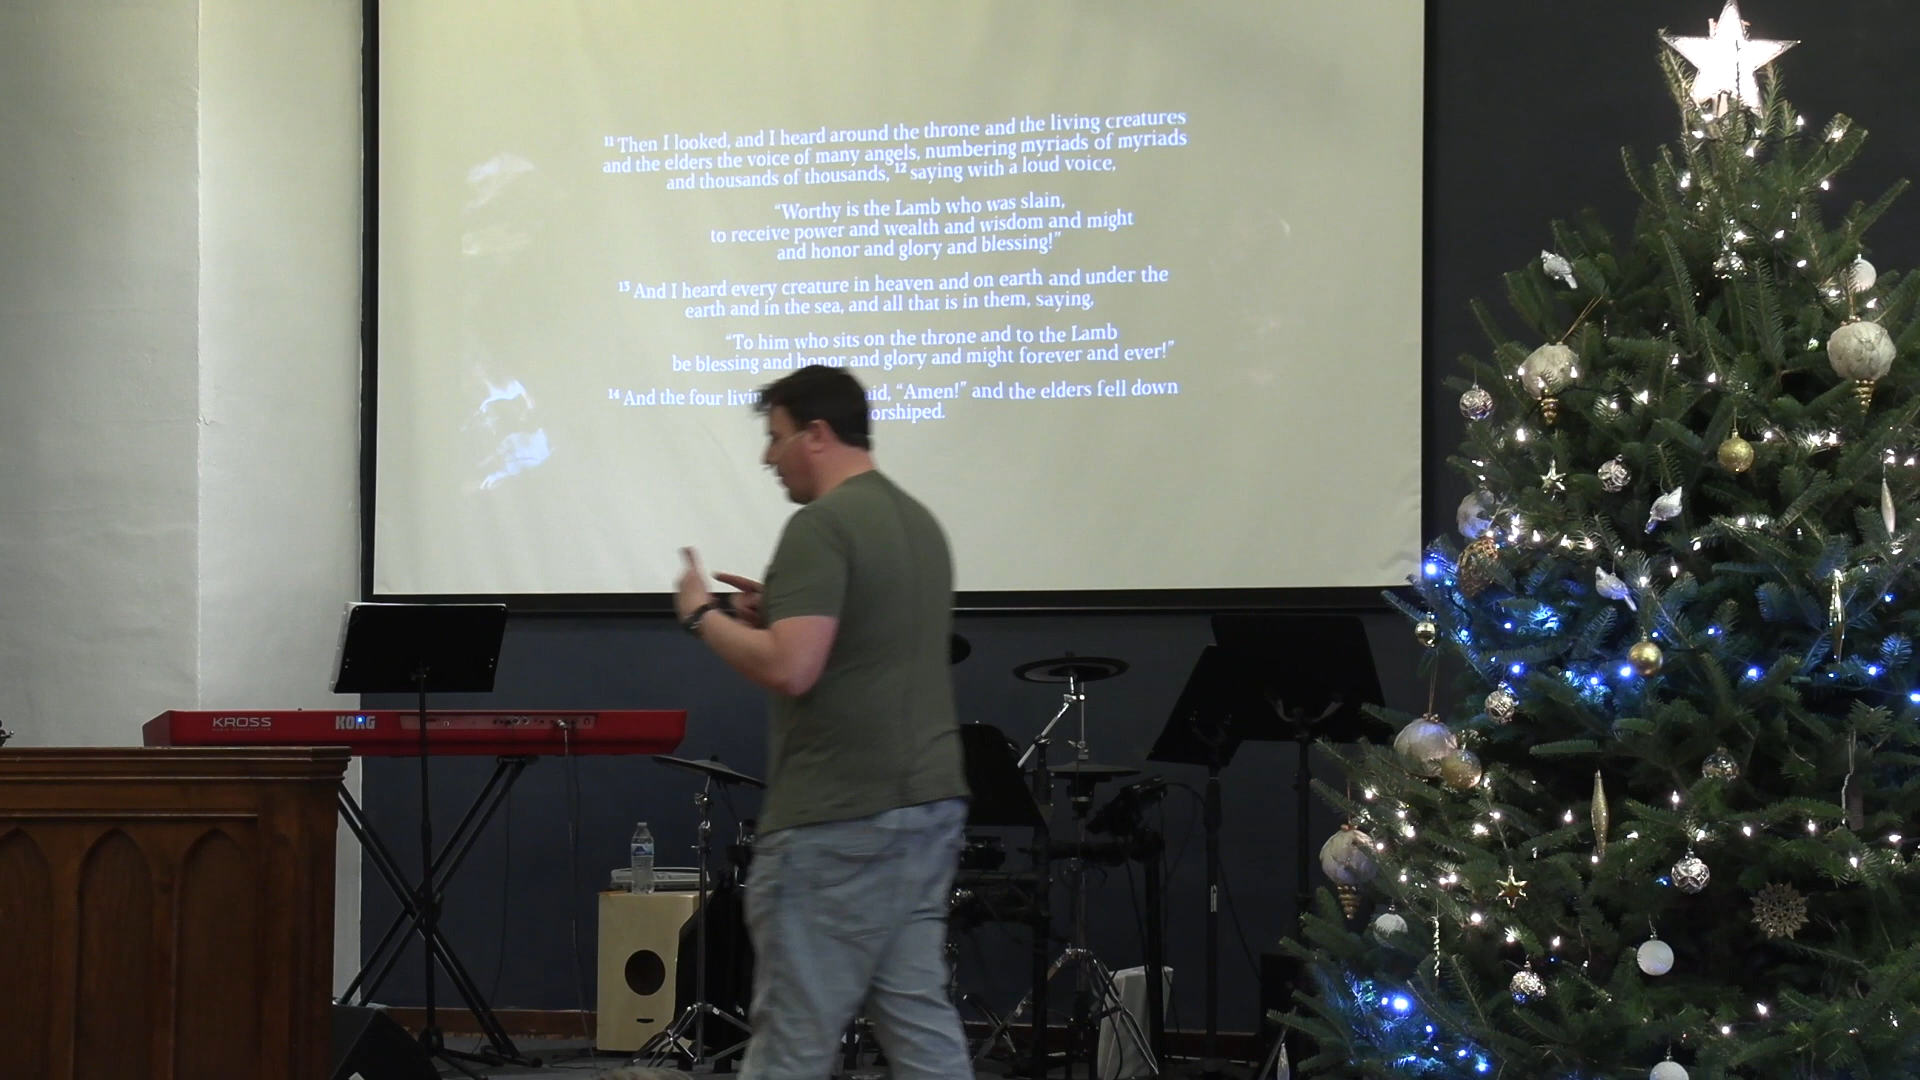 ¹¹ Then I looked, and I heard around the throne and the living creatures
and the elders the voice of many angels, numbering myriads of myriads
and thousands of thousands, ¹² saying with a loud voice,
“Worthy is the Lamb who was slain,
to receive power and wealth and wisdom and might
and honor and glory and blessing!”
¹³ And I heard every creature in heaven and on earth and under the
earth and in the sea, and all that is in them, saying,
“To him who sits on the throne and to the Lamb
be blessing and honor and glory and might forever and ever!”
¹⁴ And the four “Amen!” and the elders fell down
KROSS
KORG